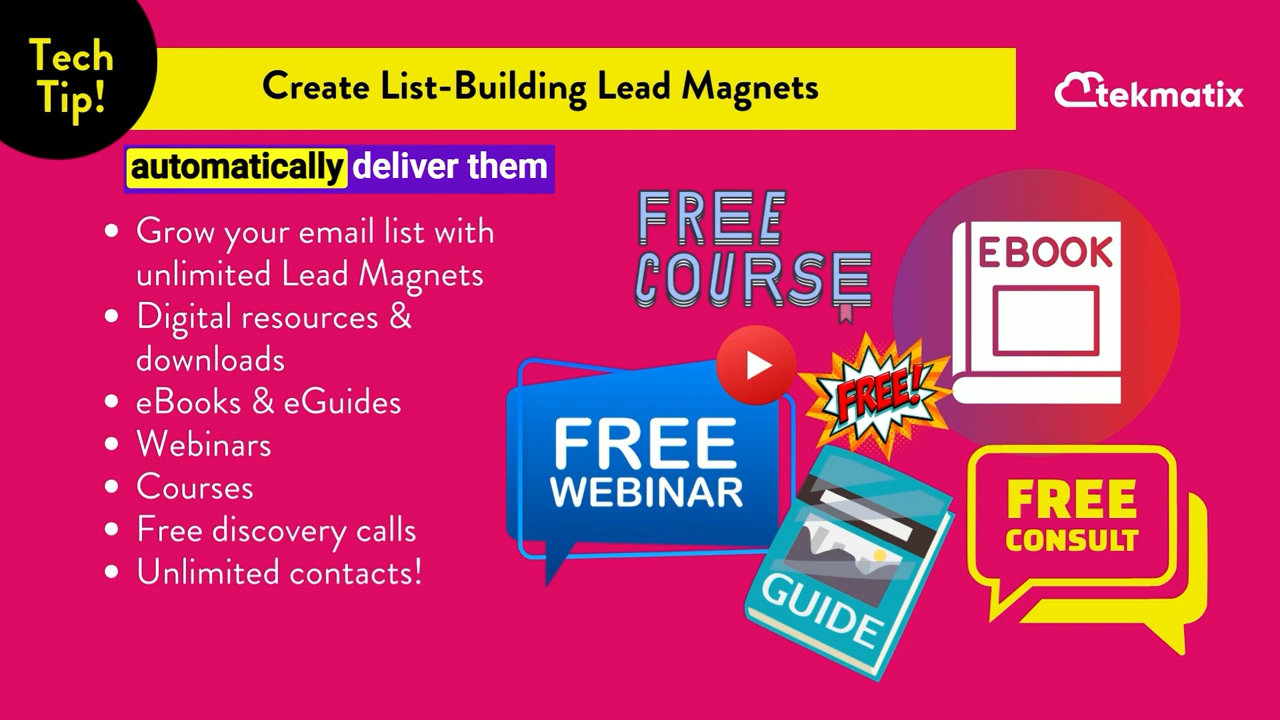 Tech
Tip!
Create List-Building Lead Magnets
tekmatix
automatically deliver them
• Grow your email list with
unlimited Lead Magnets
• Digital resources &
downloads
• eBooks & eGuides
• Webinars
• Courses
• Free discovery calls
• Unlimited contacts!
FREE
COURSE
EBOOK
FREE!
FREE
WEBINAR
GUIDE
FREE
CONSULT